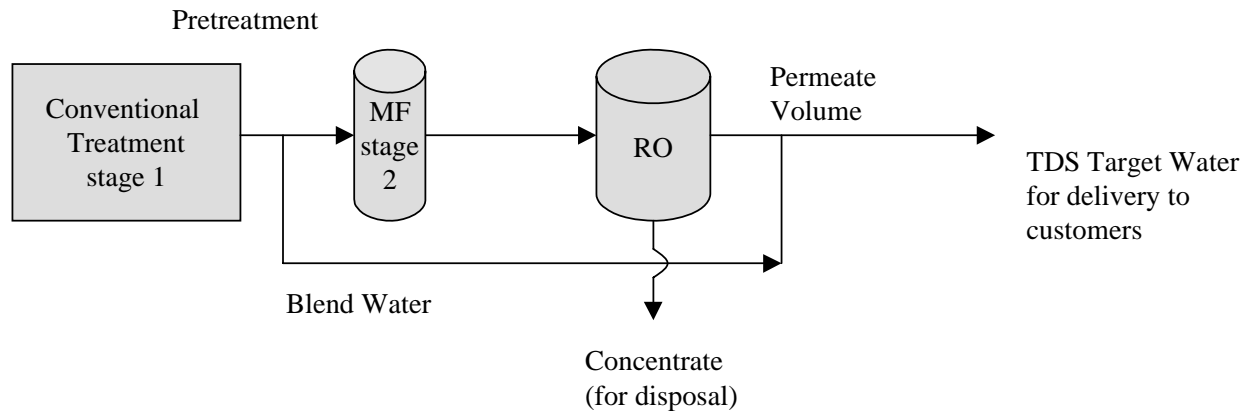 Pretreatment
Conventional
Treatment
stage 1
MF
stage
2
RO
Permeate
Volume
TDS Target Water
for delivery to
customers
Blend Water
Concentrate
(for disposal)